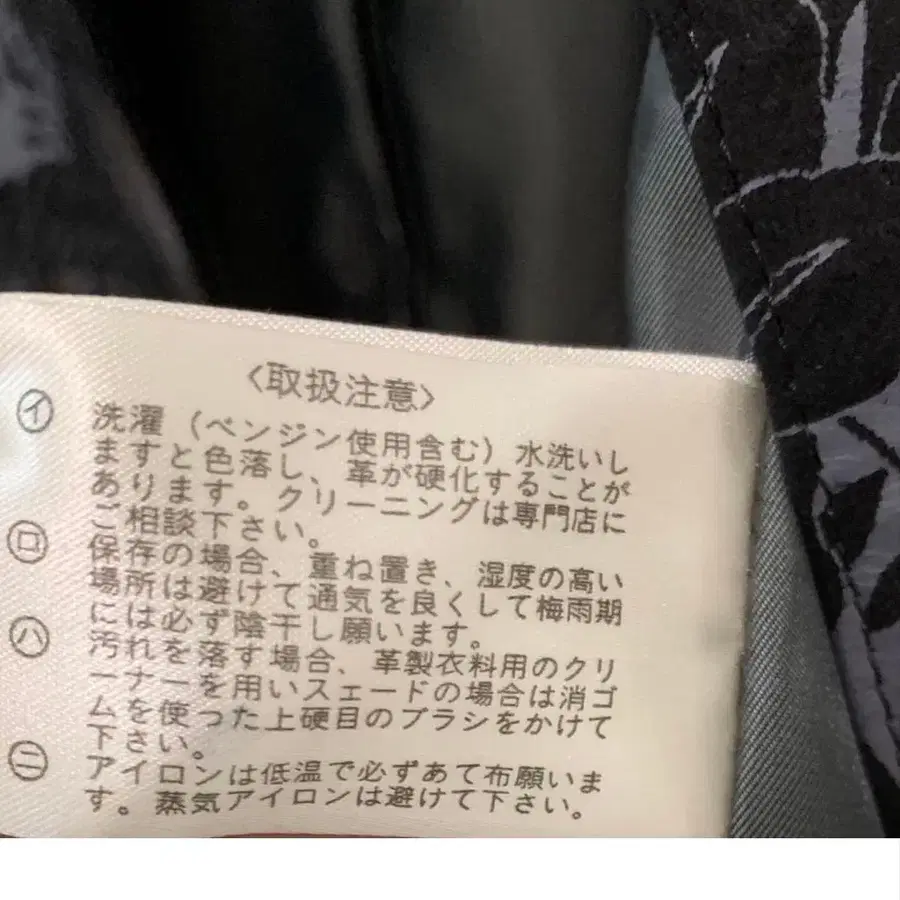 〈取扱注意〉
㋑ 洗濯（ベンジン使用含む）水洗いし
ますと色落し、革が硬化することが
あります。クリーニングは専門店に
ご相談下さい。
㋺ 保存の場合、重ね置き、湿度の高い
場所は避けて通気を良くして梅雨期
には必ず陰干し願います。
㋩ 汚れを落す場合、革製衣料用のクリ
ーナーを用いスェードの場合は消ゴ
ムを使った上硬目のブラシをかけて
下さい。
㋥ アイロンは低温で必ずあて布願いま
す。蒸気アイロンは避けて下さい。